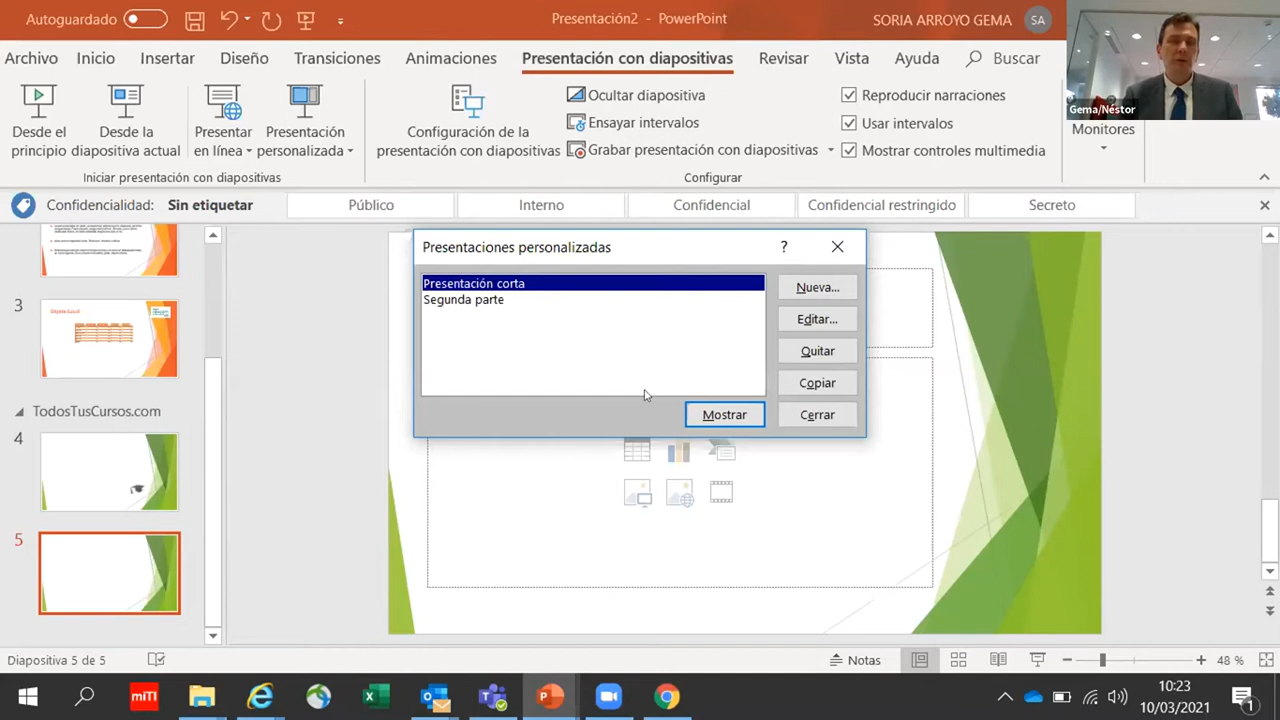 Autoguardado
Presentación2 - PowerPoint
SORIA ARROYO GEMA
SA
Archivo Inicio Insertar Diseño Transiciones Animaciones Presentación con diapositivas Revisar Vista Ayuda Buscar
Gema/Néstor
Desde el principio
Desde la diapositiva actual
Presentar en línea
Presentación personalizada
Configuración de la presentación con diapositivas
Ocultar diapositiva
Ensayar intervalos
Grabar presentación con diapositivas
Reproducir narraciones
Usar intervalos
Mostrar controles multimedia
Monitores
Iniciar presentación con diapositivas
Configurar
Confidencialidad: Sin etiquetar
Público
Interno
Confidencial
Confidencial restringido
Secreto
Presentaciones personalizadas
?
Presentación corta
Segunda parte
Nueva...
Editar...
Quitar
Copiar
Mostrar
Cerrar
3
TodosTusCursos.com
4
5
Diapositiva 5 de 5
Notas
48 %
miTI
10:23
10/03/2021
1